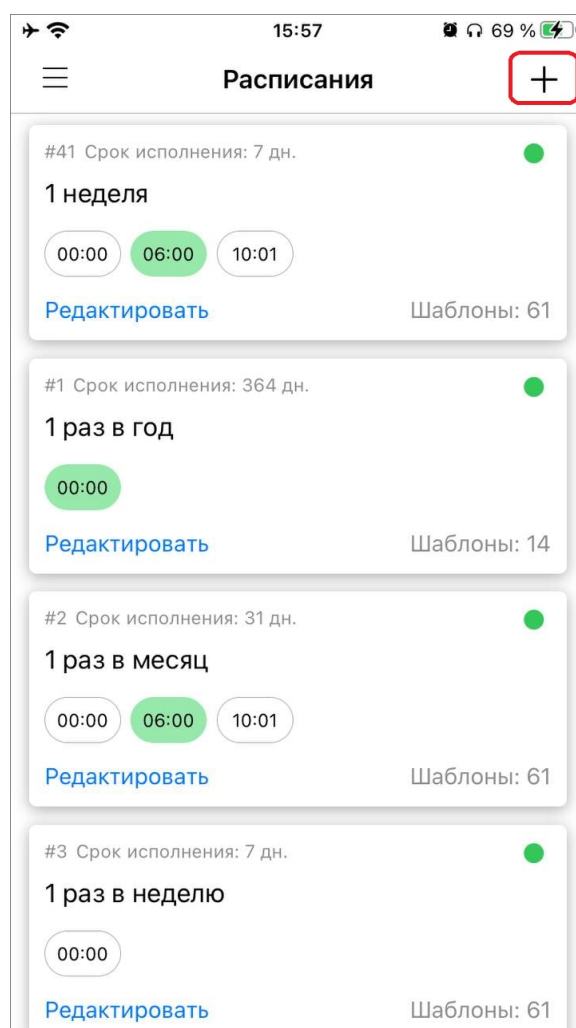 15:57 69 %
Расписания
#41 Срок исполнения: 7 дн.
1 неделя
00:00 06:00 10:01
Редактировать Шаблоны: 61
#1 Срок исполнения: 364 дн.
1 раз в год
00:00
Редактировать Шаблоны: 14
#2 Срок исполнения: 31 дн.
1 раз в месяц
00:00 06:00 10:01
Редактировать Шаблоны: 61
#3 Срок исполнения: 7 дн.
1 раз в неделю
00:00
Редактировать Шаблоны: 61